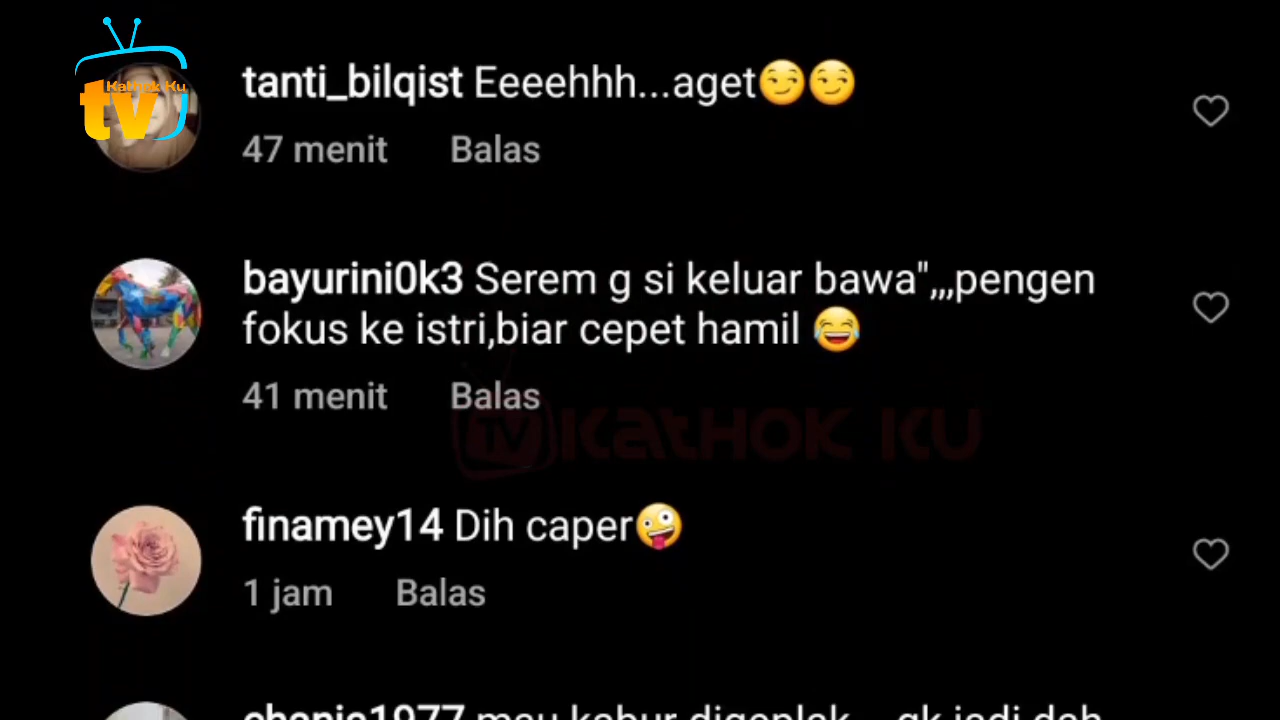 Kathok Ku
tv
tanti_bilqist Eeeehhh...aget😏😏
47 menit Balas
bayurini0k3 Serem g si keluar bawa",,,pengen
fokus ke istri,biar cepet hamil 😂
41 menit Balas
TV KATHOK KU
finamey14 Dih caper🤪
1 jam Balas